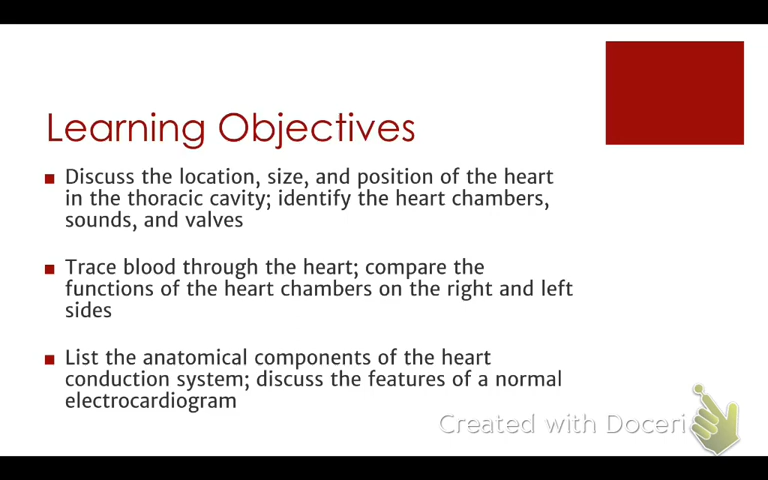 Learning Objectives
Discuss the location, size, and position of the heart
in the thoracic cavity; identify the heart chambers,
sounds, and valves
Trace blood through the heart; compare the
functions of the heart chambers on the right and left
sides
List the anatomical components of the heart
conduction system; discuss the features of a normal
electrocardiogram
Created with Doceri